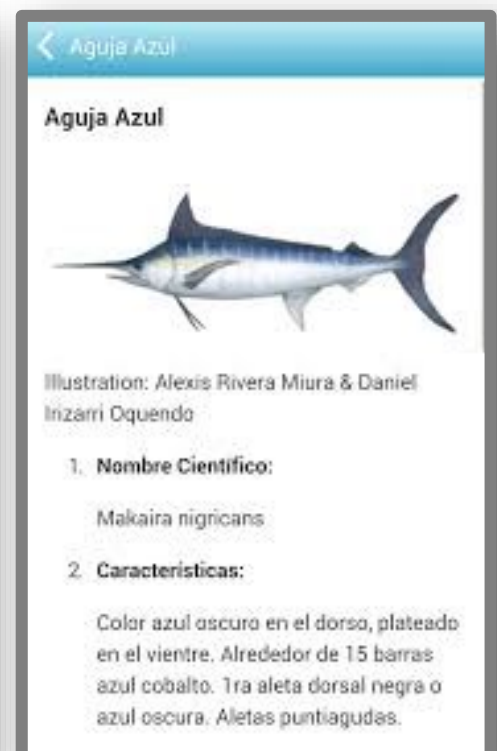 Aguja Azul
Aguja Azul
Illustration: Alexis Rivera Miura & Daniel
Irizarri Oquendo
1. Nombre Científico:
Makaira nigricans
2. Características:
Color azul oscuro en el dorso, plateado
en el vientre. Alrededor de 15 barras
azul cobalto. 1ra aleta dorsal negra o
azul oscura. Aletas puntiagudas.